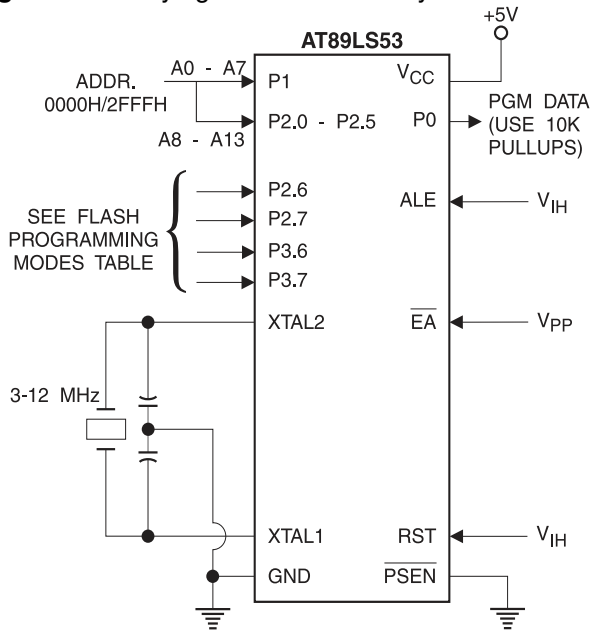 +5V
AT89LS53
ADDR.
0000H/2FFFH
A0 - A7
A8 - A13
P1
P2.0 - P2.5
VCC
P0
PGM DATA
(USE 10K
PULLUPS)
SEE FLASH
PROGRAMMING
MODES TABLE
P2.6
P2.7
P3.6
P3.7
ALE
VIH
XTAL2
EA
VPP
3-12 MHz
XTAL1
RST
VIH
GND
PSEN